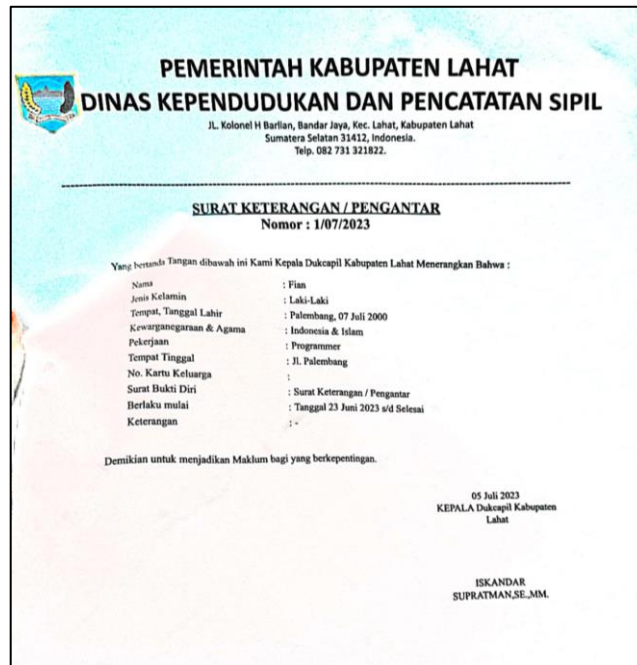 PEMERINTAH KABUPATEN LAHAT
DINAS KEPENDUDUKAN DAN PENCATATAN SIPIL
JL. Kolonel H Barlian, Bandar Jaya, Kec. Lahat, Kabupaten Lahat
Sumatera Selatan 31412, Indonesia.
Telp. 082 731 321822.
SURAT KETERANGAN / PENGANTAR
Nomor : 1/07/2023
Yang bertanda Tangan dibawah ini Kami Kepala Dukcapil Kabupaten Lahat Menerangkan Bahwa :
Nama : Fian
Jenis Kelamin : Laki-Laki
Tempat, Tanggal Lahir : Palembang, 07 Juli 2000
Kewarganegaraan & Agama : Indonesia & Islam
Pekerjaan : Programmer
Tempat Tinggal : Jl. Palembang
No. Kartu Keluarga :
Surat Bukti Diri : Surat Keterangan / Pengantar
Berlaku mulai : Tanggal 23 Juni 2023 s/d Selesai
Keterangan : -
Demikian untuk menjadikan Maklum bagi yang berkepentingan.
05 Juli 2023
KEPALA Dukcapil Kabupaten
Lahat
ISKANDAR
SUPRATMAN,SE.,MM.